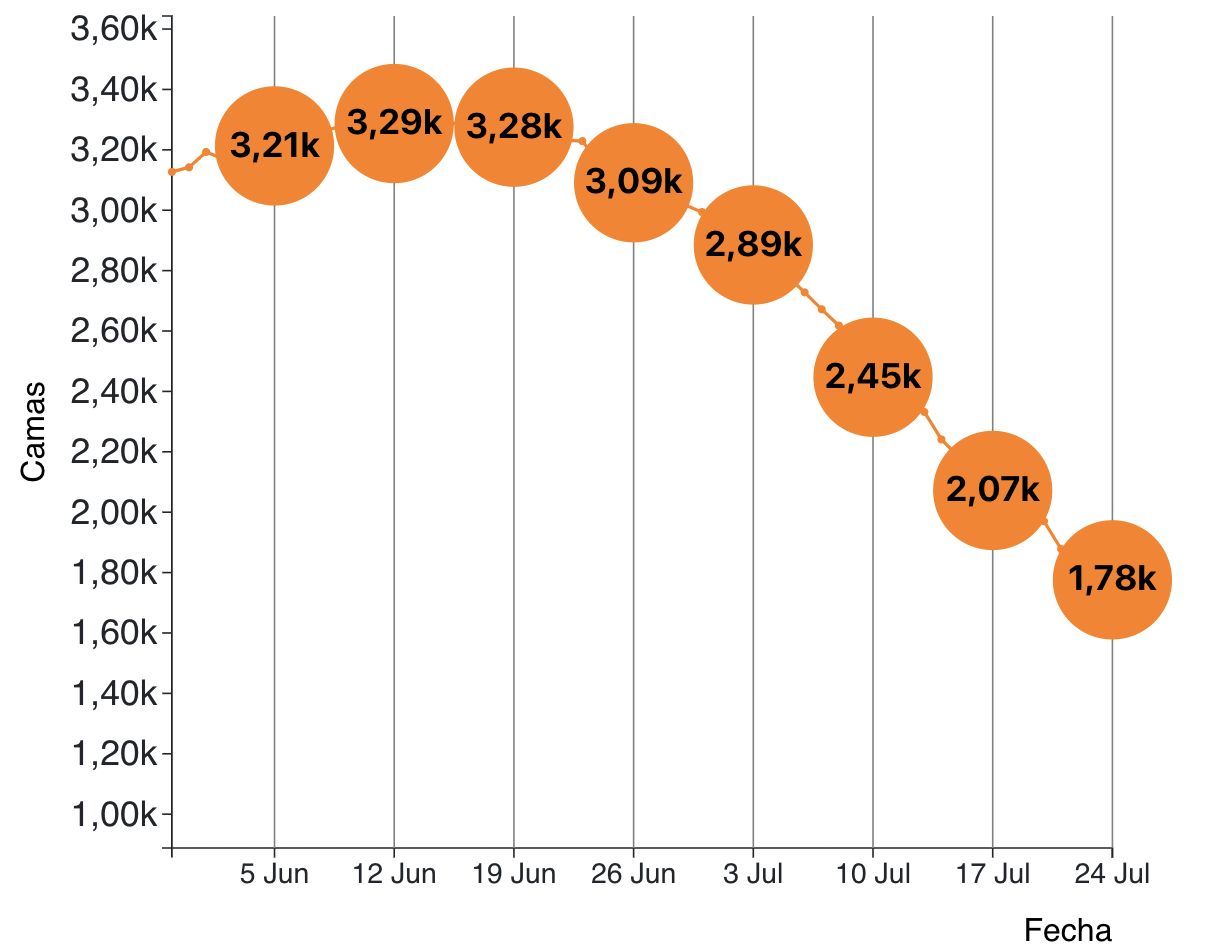 3,60k
3,40k
3,20k
3,00k
2,80k
2,60k
2,40k
2,20k
2,00k
1,80k
1,60k
1,40k
1,20k
1,00k
Camas
3,21k
3,29k
3,28k
3,09k
2,89k
2,45k
2,07k
1,78k
5 Jun
12 Jun
19 Jun
26 Jun
3 Jul
10 Jul
17 Jul
24 Jul
Fecha